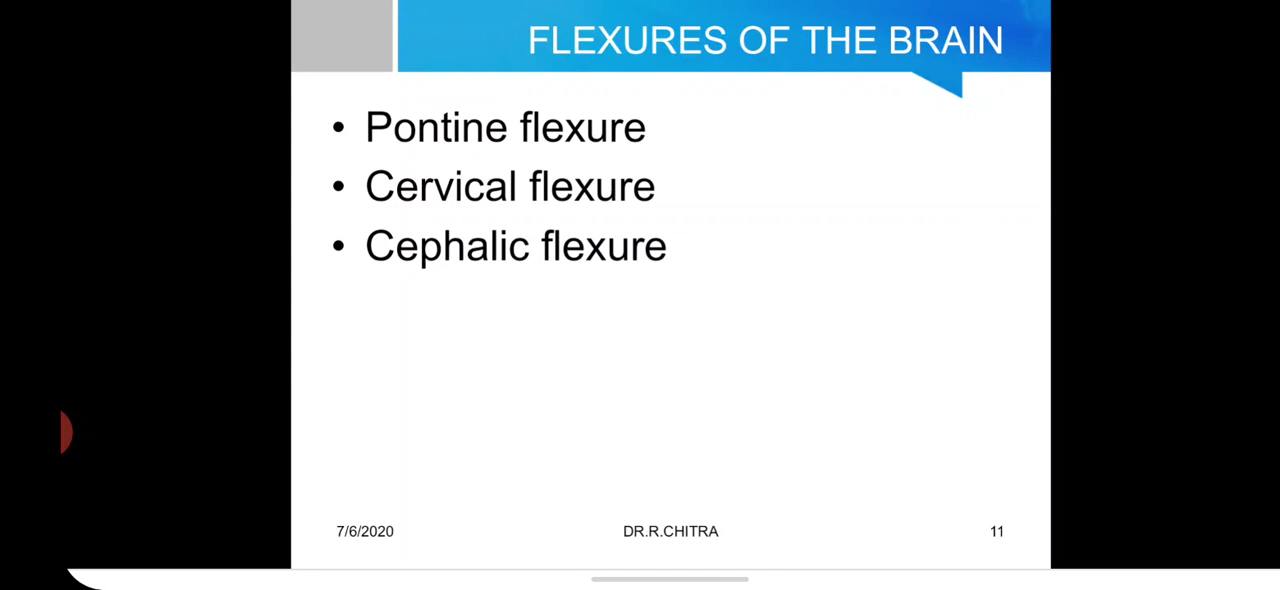 FLEXURES OF THE BRAIN
• Pontine flexure
• Cervical flexure
• Cephalic flexure
7/6/2020 DR.R.CHITRA 11